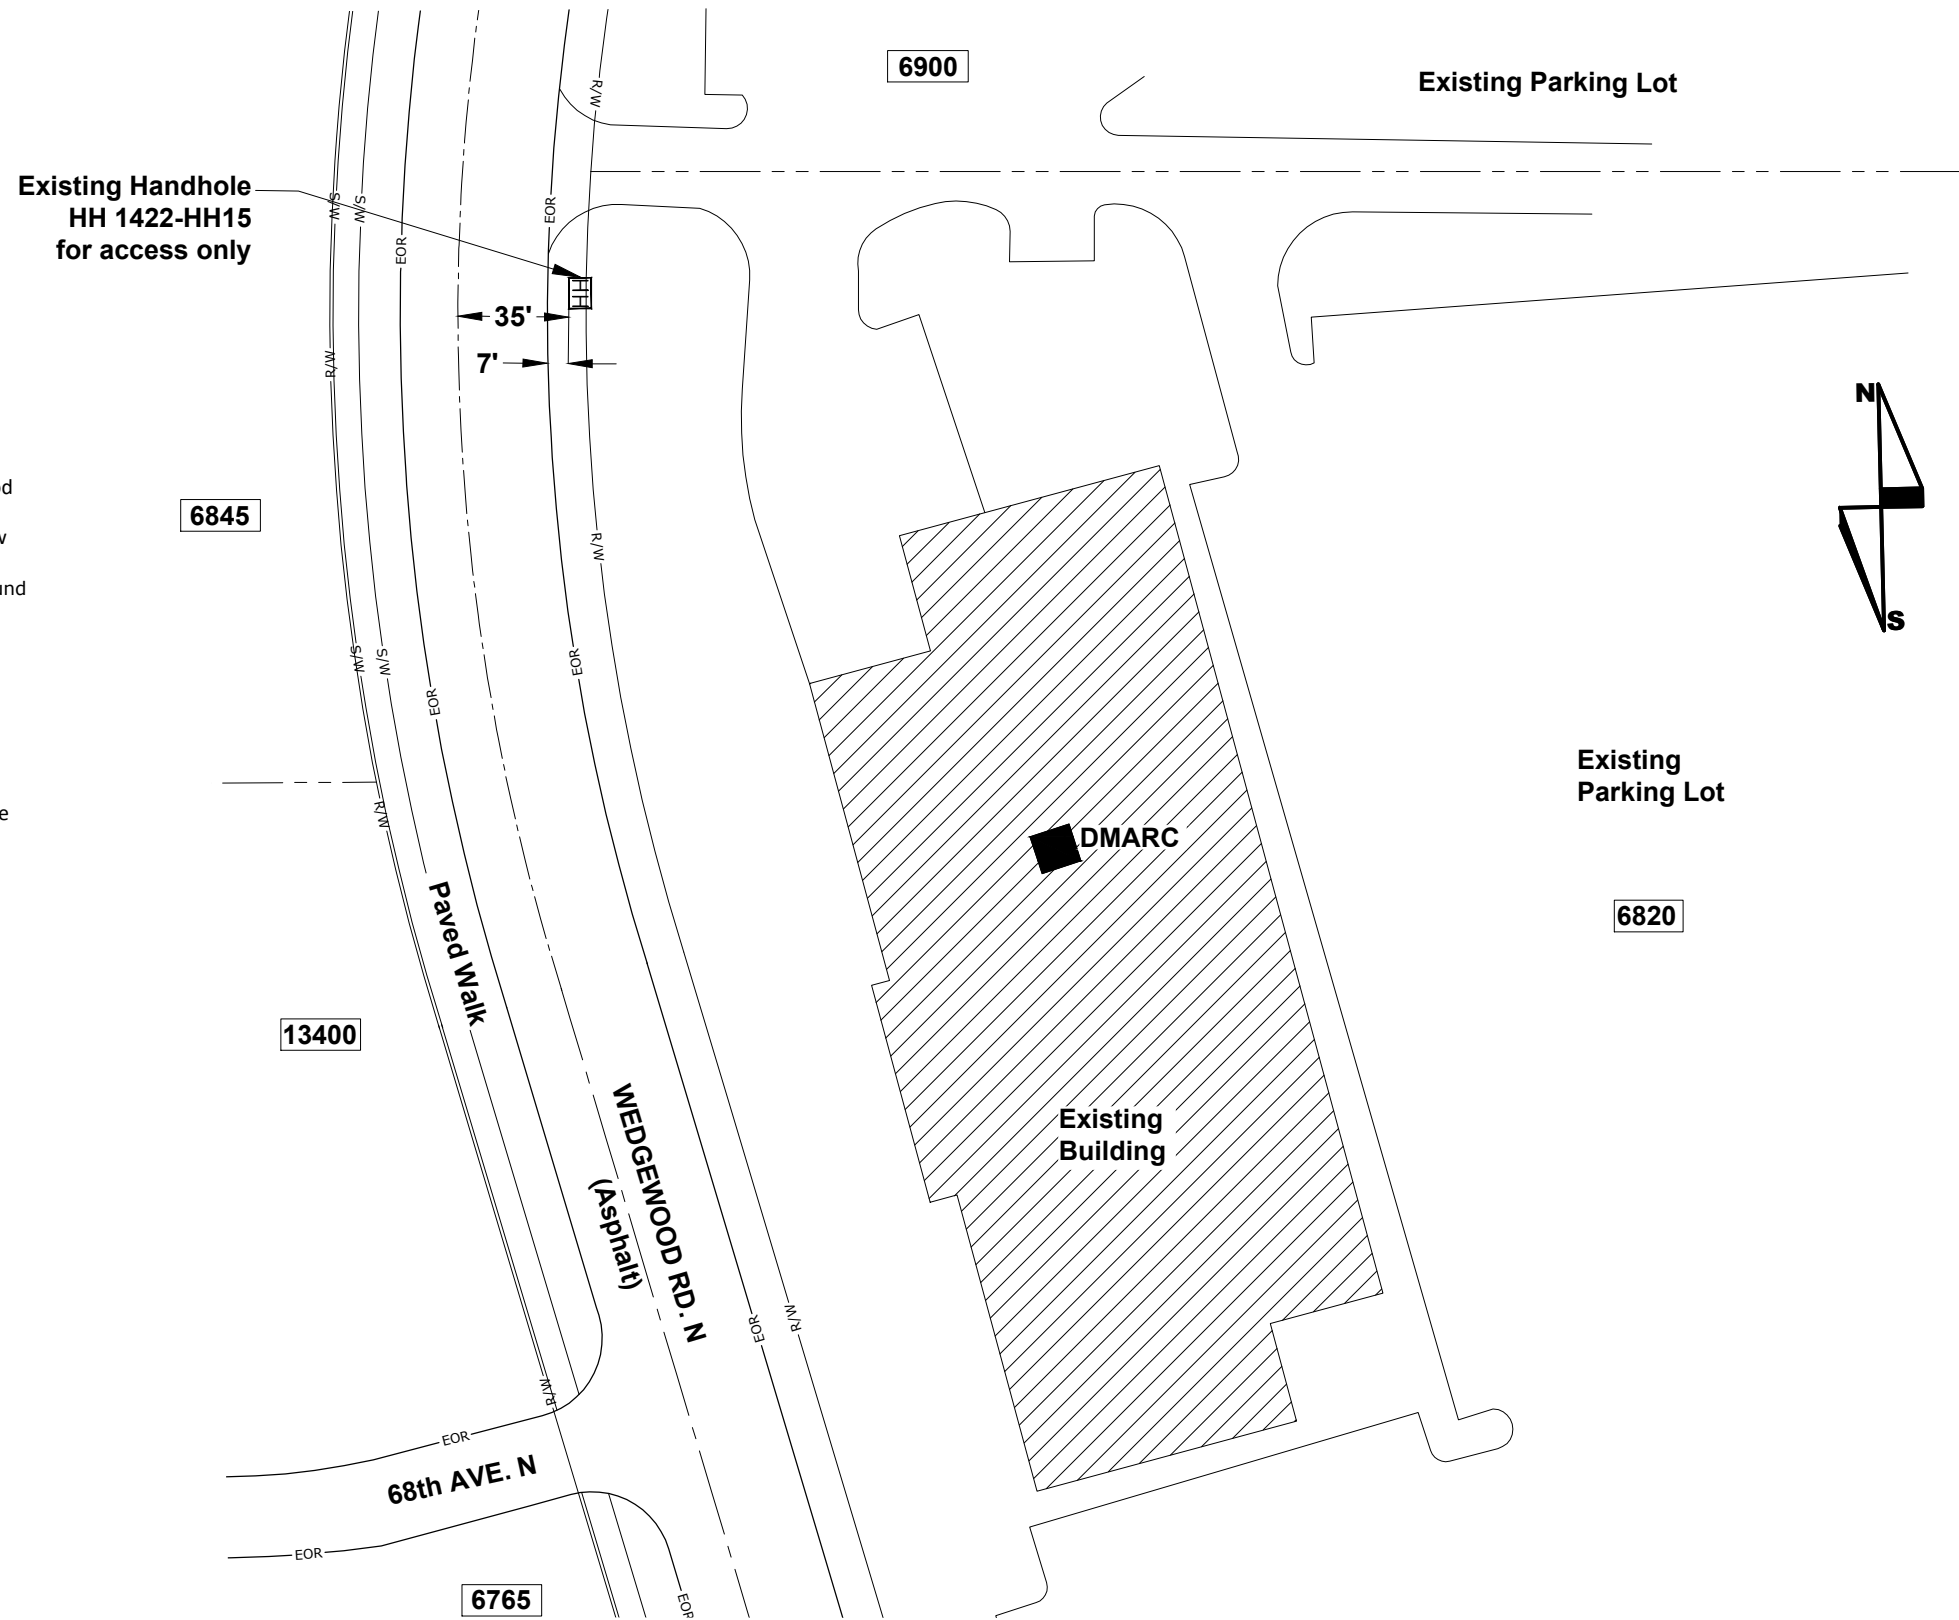 6900
Existing Parking Lot
R/W
Existing Handhole
HH 1422-HH15
for access only
S/W
S/W
EOR
EOR
HH
35'
7'
R/W
N
S
6845
R/W
und
S/W
S/W
EOR
EOR
Existing
Parking Lot
R/W
DMARC
6820
Paved Walk
13400
WEDGEWOOD RD. N
(Asphalt)
Existing
Building
EOR
R/W
R/W
EOR
68th AVE. N
EOR
6765
EOR